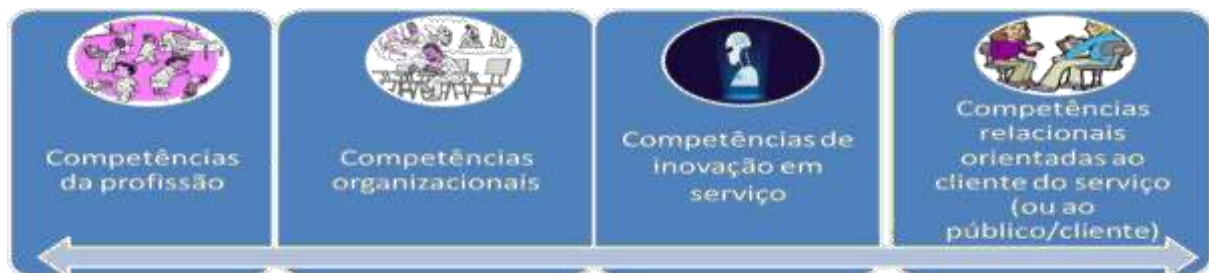 Competências
da profissão
Competências
organizacionais
Competências de
inovação em
serviço
Competências
relacionais
orientadas ao
cliente do serviço
(ou ao
público/cliente)